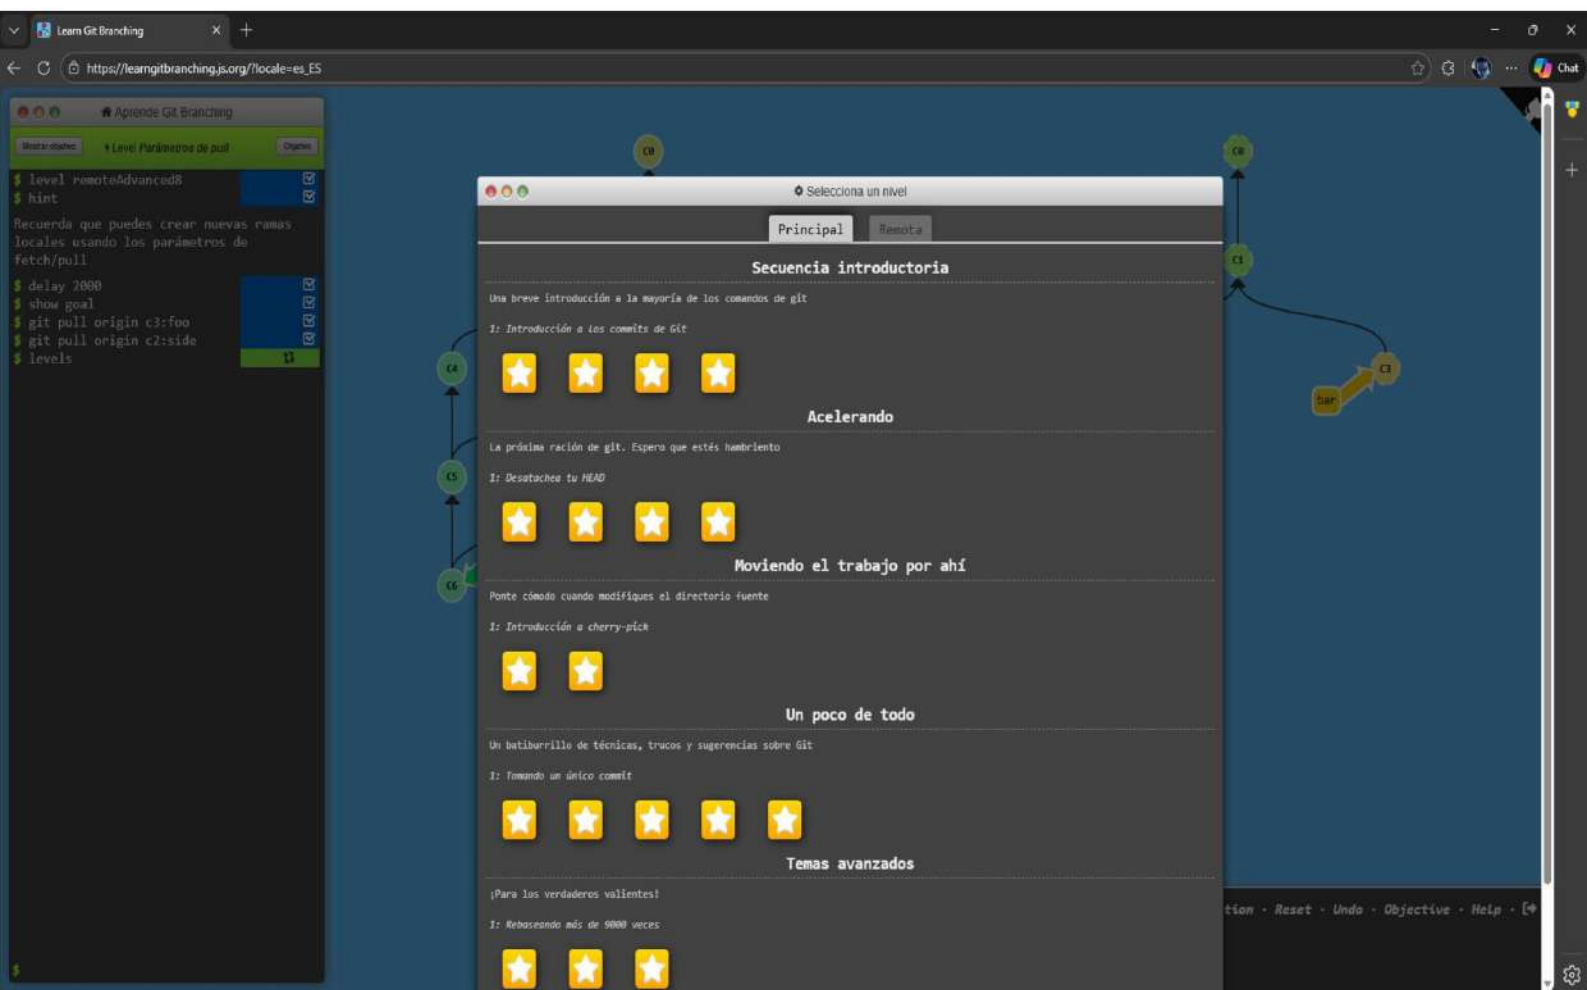 Learn Git Branching
https://learngitbranching.js.org/?locale=es_ES
Chat
Aprende Git Branching
Mostrar objetivo
Level Parámetros de pull
Objetivo
$ level remoteAdvanced8
$ hint
Recuerda que puedes crear nuevas ramas
locales usando los parámetros de
fetch/pull
$ delay 2000
$ show goal
$ git pull origin c3:foo
$ git pull origin c2:side
$ levels
$
C0
C4
C5
C6
Selecciona un nivel
Principal
Remota
Secuencia introductoria
Una breve introducción a la mayoría de los comandos de git
1: Introducción a los commits de Git
Acelerando
La próxima ración de git. Espero que estés hambriento
1: Desatachea tu HEAD
Moviendo el trabajo por ahí
Ponte cómodo cuando modifiques el directorio fuente
1: Introducción a cherry-pick
Un poco de todo
Un batiburrillo de técnicas, trucos y sugerencias sobre Git
1: Tomando un único commit
Temas avanzados
¡Para los verdaderos valientes!
1: Rebaseando más de 9000 veces
C0
C1
C3
bar
tion · Reset · Undo · Objective · Help ·